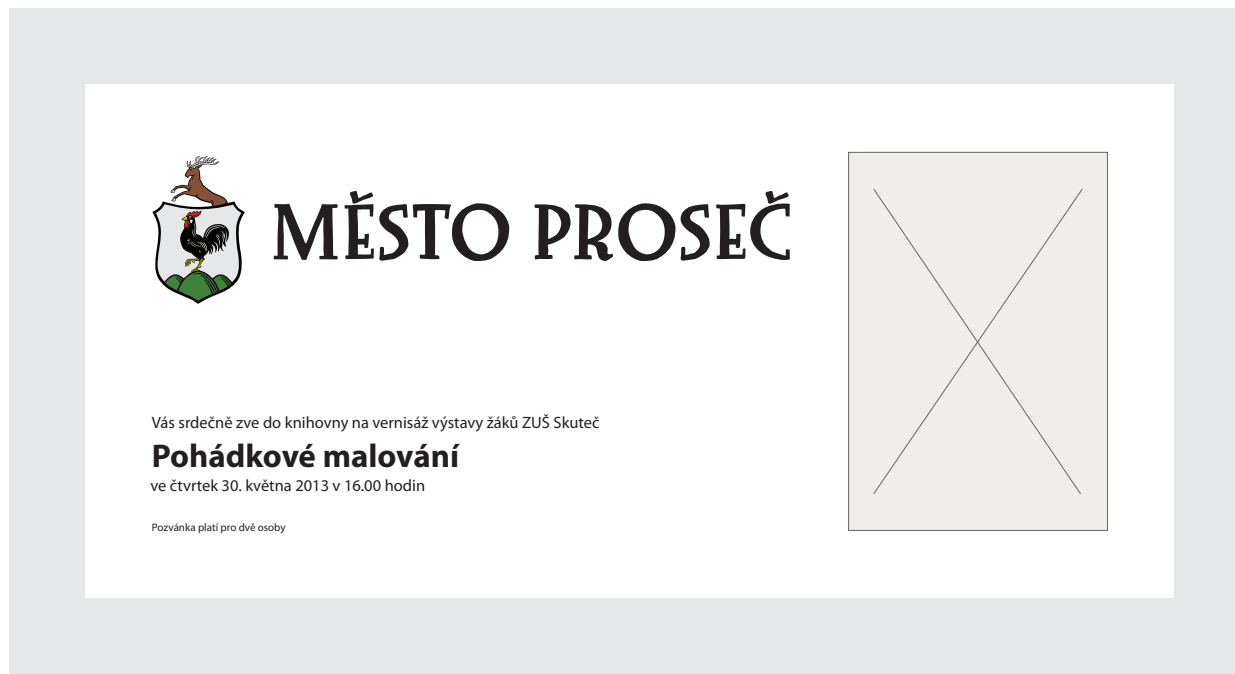 MĚSTO PROSEČ
Vás srdečně zve do knihovny na vernisáž výstavy žáků ZUŠ Skuteč
Pohádkové malování
ve čtvrtek 30. května 2013 v 16.00 hodin
Pozvánka platí pro dvě osoby